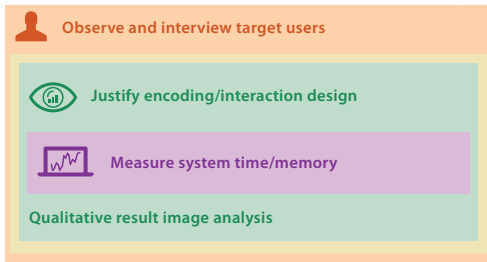 Observe and interview target users
Justify encoding/interaction design
Measure system time/memory
Qualitative result image analysis